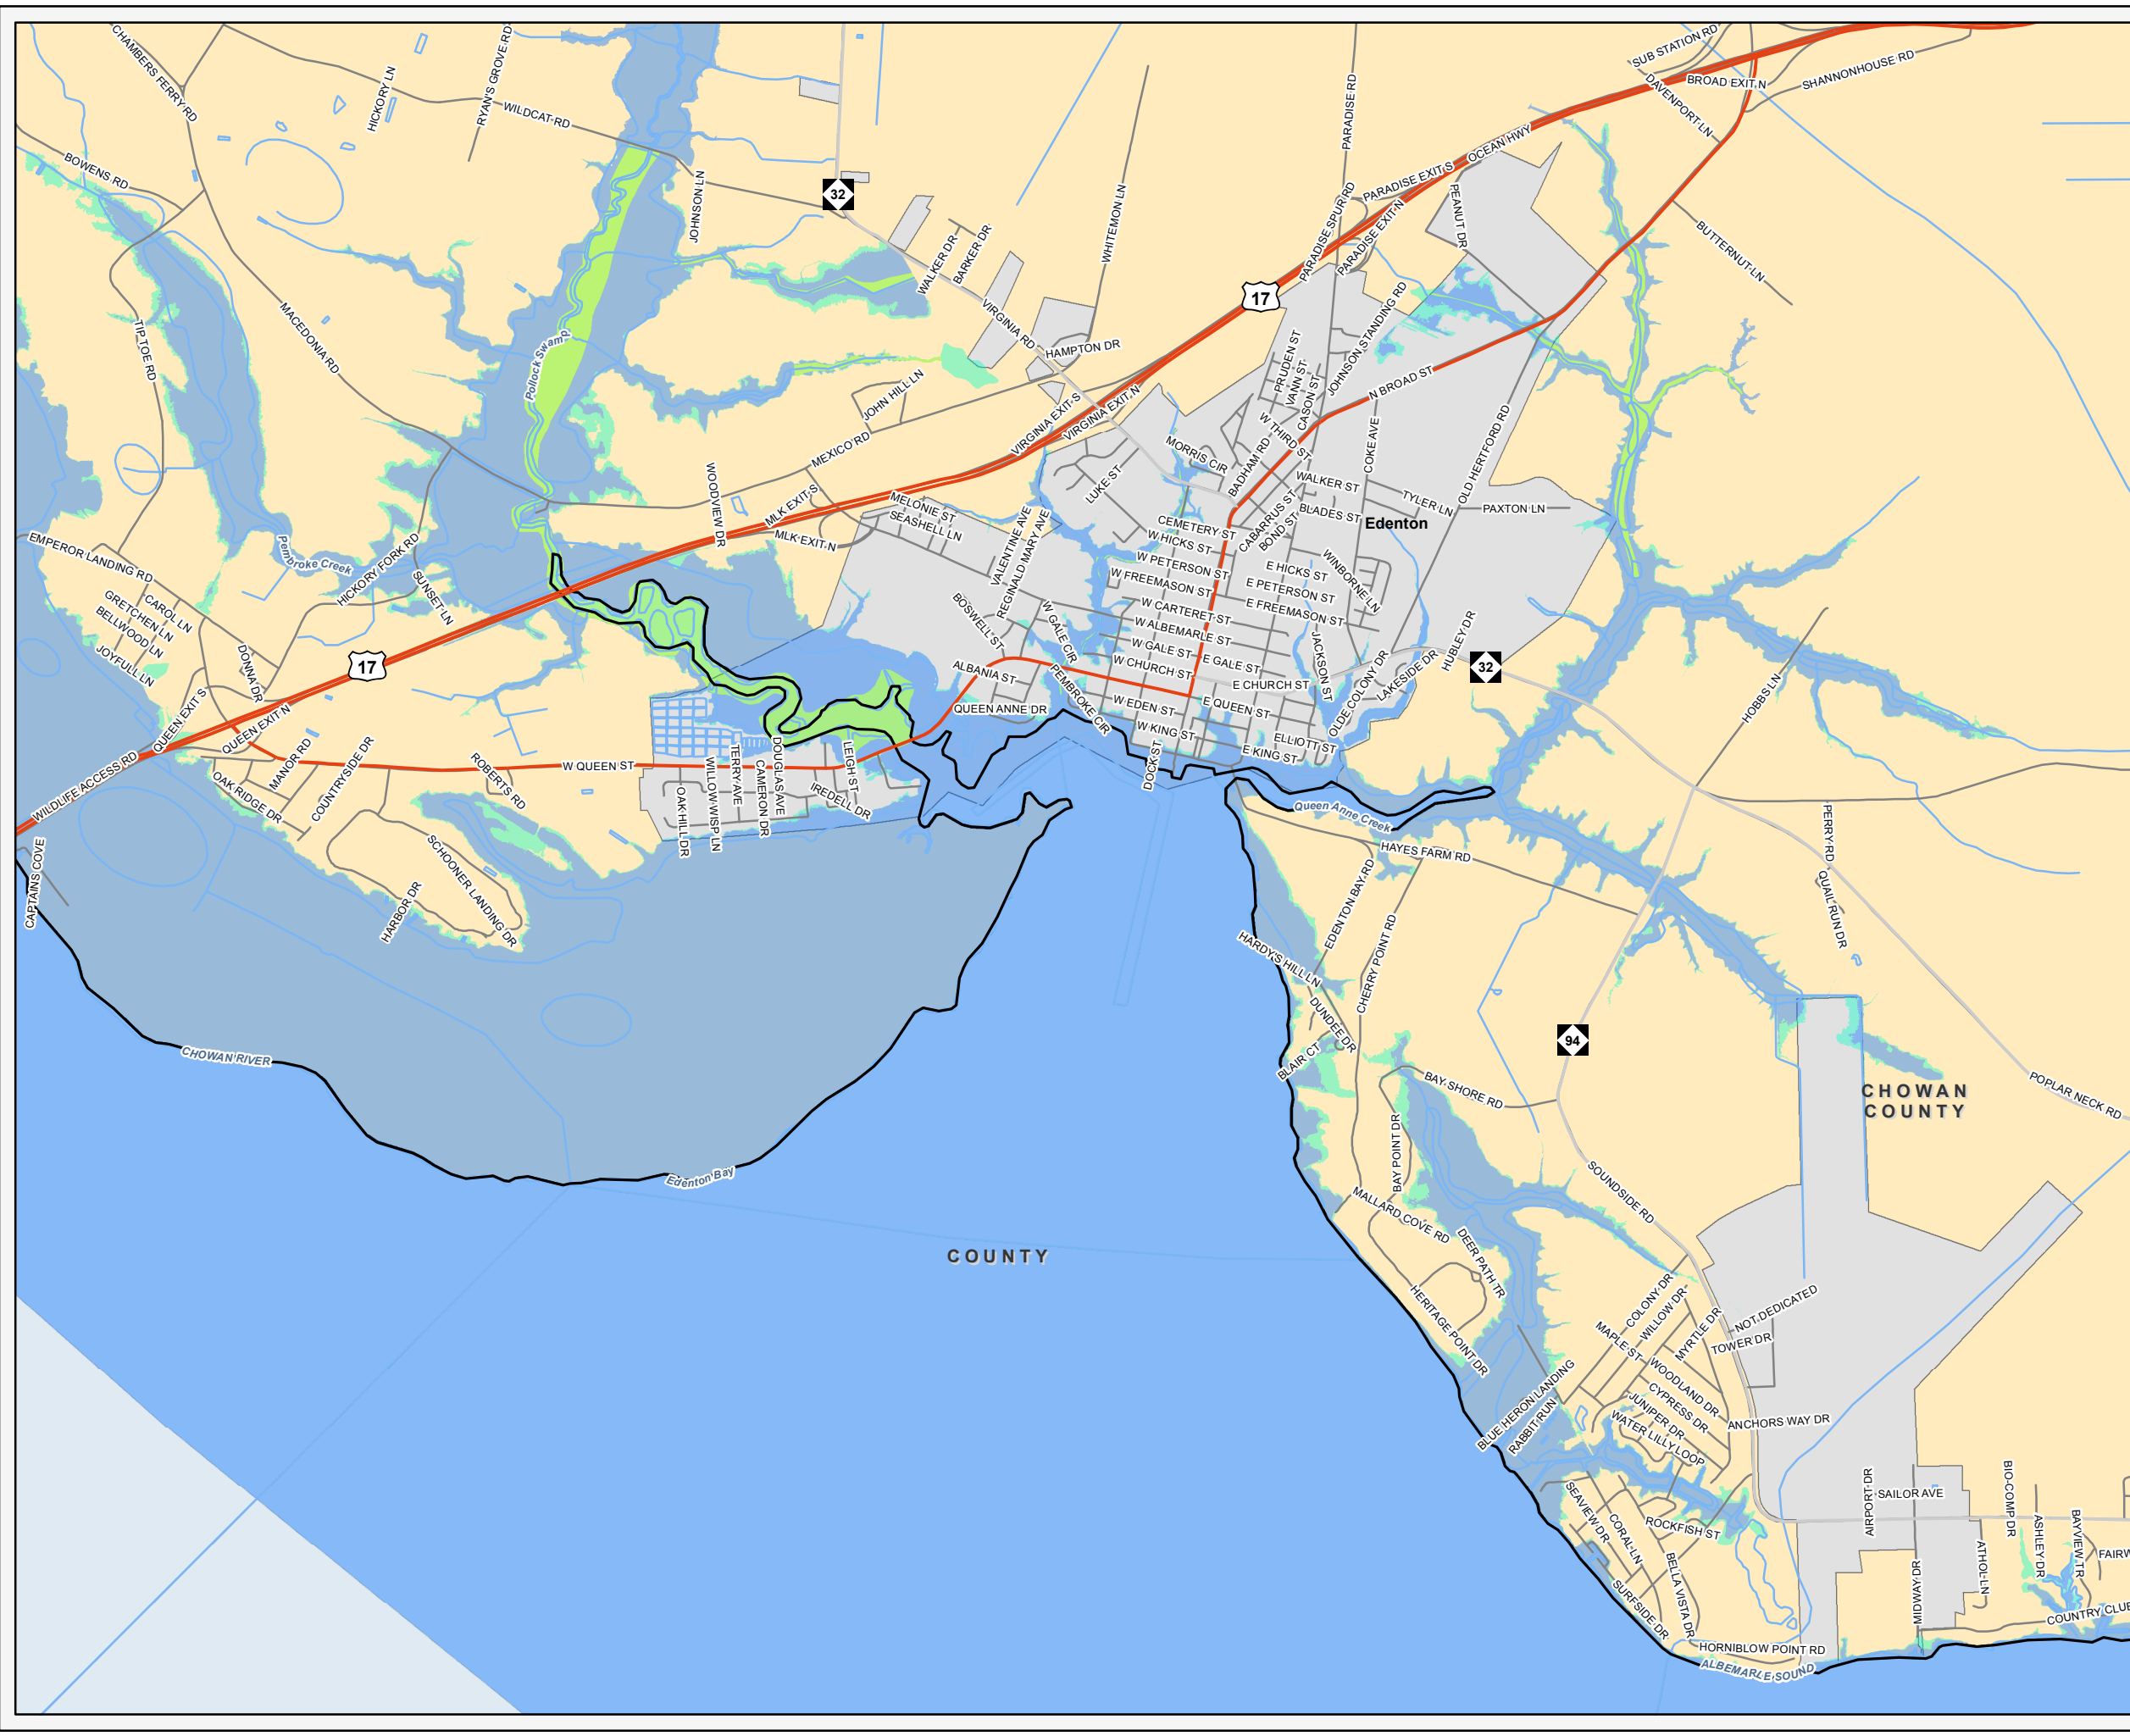 CHAMBERS FERRY RD
HICKORY LN
RYAN'S GROVE RD
WILDCAT RD
BOWENS RD
JOHNSON LN
32
WALKER DR
BARKER DR
WHITEMON LN
PARADISE RD
SUB STATION RD
BROAD EXIT N
SHANNONHOUSE RD
DAVENPORT LN
OCEAN HWY
PARADISE EXIT S
PARADISE SPUR RD
PARADISE EXIT N
PEANUT DR
BUTTERNUT LN
17
TIP TOE RD
MACEDONIA RD
Pollock Swamp
VIRGINIA RD
HAMPTON DR
JOHN HILL LN
MEXICO RD
VIRGINIA EXIT S
VIRGINIA EXIT N
PRUDEN ST
VANN ST
CASON ST
JOHNSON STANDING RD
N BROAD ST
W THIRD ST
MORRIS CIR
BADHAM RD
COKE AVE
OLD HERTFORD RD
LUKE ST
WALKER ST
TYLER LN
PAXTON LN
WOODVIEW DR
MLK EXIT S
MLK EXIT N
MELONIE ST
SEASHELL LN
VALENTINE AVE
REGINALD MARY AVE
CEMETERY ST
CABARRUS ST
BOND ST
BLADES ST
Edenton
W HICKS ST
W PETERSON ST
W FREEMASON ST
E HICKS ST
E PETERSON ST
E FREEMASON ST
WINBORNE LN
EMPEROR LANDING RD
Pembroke Creek
HICKORY FORK RD
SUNSET LN
CAROL LN
GRETCHEN LN
BELLWOOD LN
JOYFULL LN
DONNA DR
17
BOSWELL ST
W GALE CIR
W CARTERET ST
W ALBEMARLE ST
W GALE ST
E GALE ST
W CHURCH ST
E CHURCH ST
JACKSON ST
OLDE COLONY DR
LAKESIDE DR
HUBLEY DR
32
ALBANIA ST
PEMBROKE CIR
QUEEN ANNE DR
W EDEN ST
E QUEEN ST
W KING ST
E KING ST
ELLIOTT ST
DOCK ST
HOBBS LN
QUEEN EXIT S
QUEEN EXIT N
WILDLIFE ACCESS RD
MANOR RD
OAK RIDGE DR
COUNTRYSIDE DR
ROBERTS RD
W QUEEN ST
OAK HILL DR
WILLOW WISP LN
TERRY AVE
CAMERON DR
DOUGLAS AVE
LEIGH ST
IREDELL DR
Queen Anne Creek
HAYES FARM RD
PERRY RD
QUAIL RUN DR
CAPTAINS COVE
HARBOR DR
SCHOONER LANDING DR
EDENTON BAY RD
CHERRY POINT RD
HARDY'S HILL LN
DUNDEE DR
BLAIR CT
94
CHOWAN RIVER
BAY SHORE RD
CHOWAN
COUNTY
POPLAR NECK RD
BAY POINT DR
Edenton Bay
MALLARD COVE RD
SOUNDSIDE RD
COUNTY
DEER PATH TR
HERITAGE POINT DR
COLONY DR
WILLOW DR
MYRTLE DR
NOT DEDICATED
TOWER DR
MAPLE ST
WOODLAND DR
CYPRESS DR
JUNIPER DR
WATER LILLY LOOP
BLUE HERON LANDING
RABBIT RUN
ANCHORS WAY DR
SEAVIEW DR
CORAL LN
ROCKFISH ST
BELLA VISTA DR
SURFSIDE DR
AIRPORT DR
SAILOR AVE
MIDWAY DR
ATHOL LN
BIO-COMP DR
ASHLEY DR
BAYVIEW TR
FAIRW
COUNTRY CLUB
HORNIBLOW POINT RD
ALBEMARLE SOUND